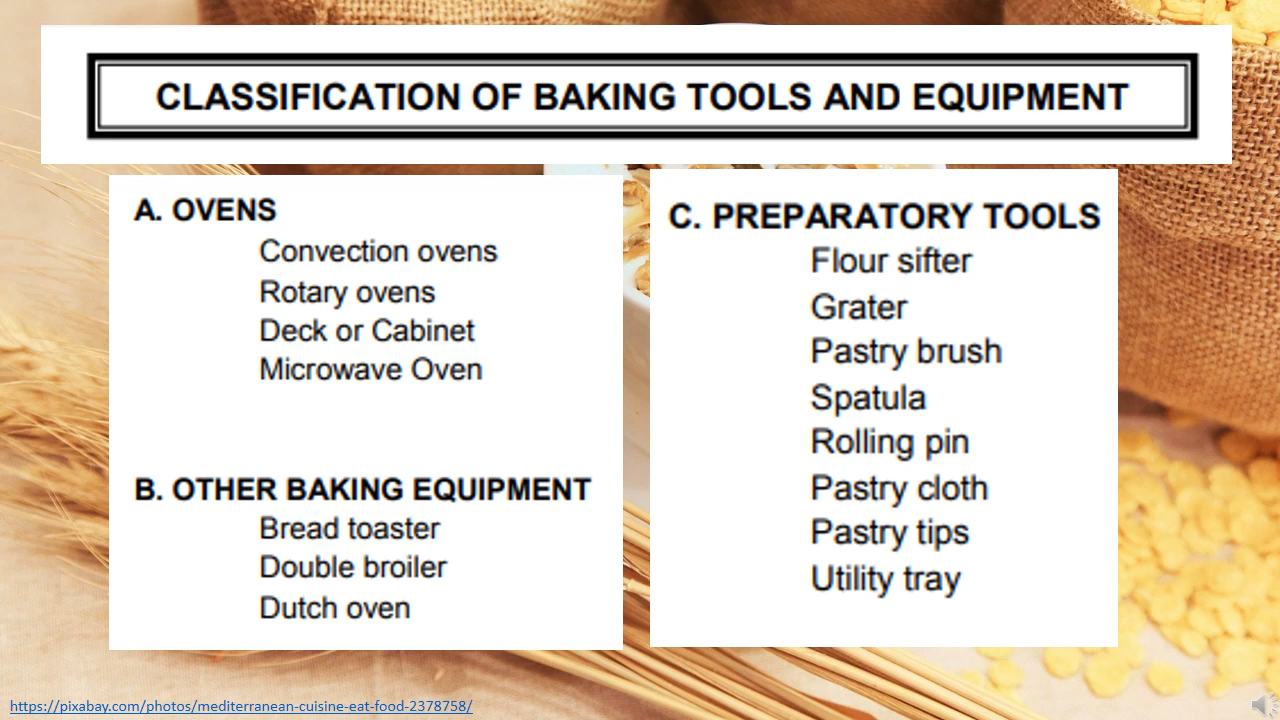 CLASSIFICATION OF BAKING TOOLS AND EQUIPMENT
A. OVENS
Convection ovens
Rotary ovens
Deck or Cabinet
Microwave Oven
B. OTHER BAKING EQUIPMENT
Bread toaster
Double broiler
Dutch oven
C. PREPARATORY TOOLS
Flour sifter
Grater
Pastry brush
Spatula
Rolling pin
Pastry cloth
Pastry tips
Utility tray
https://pixabay.com/photos/mediterranean-cuisine-eat-food-2378758/